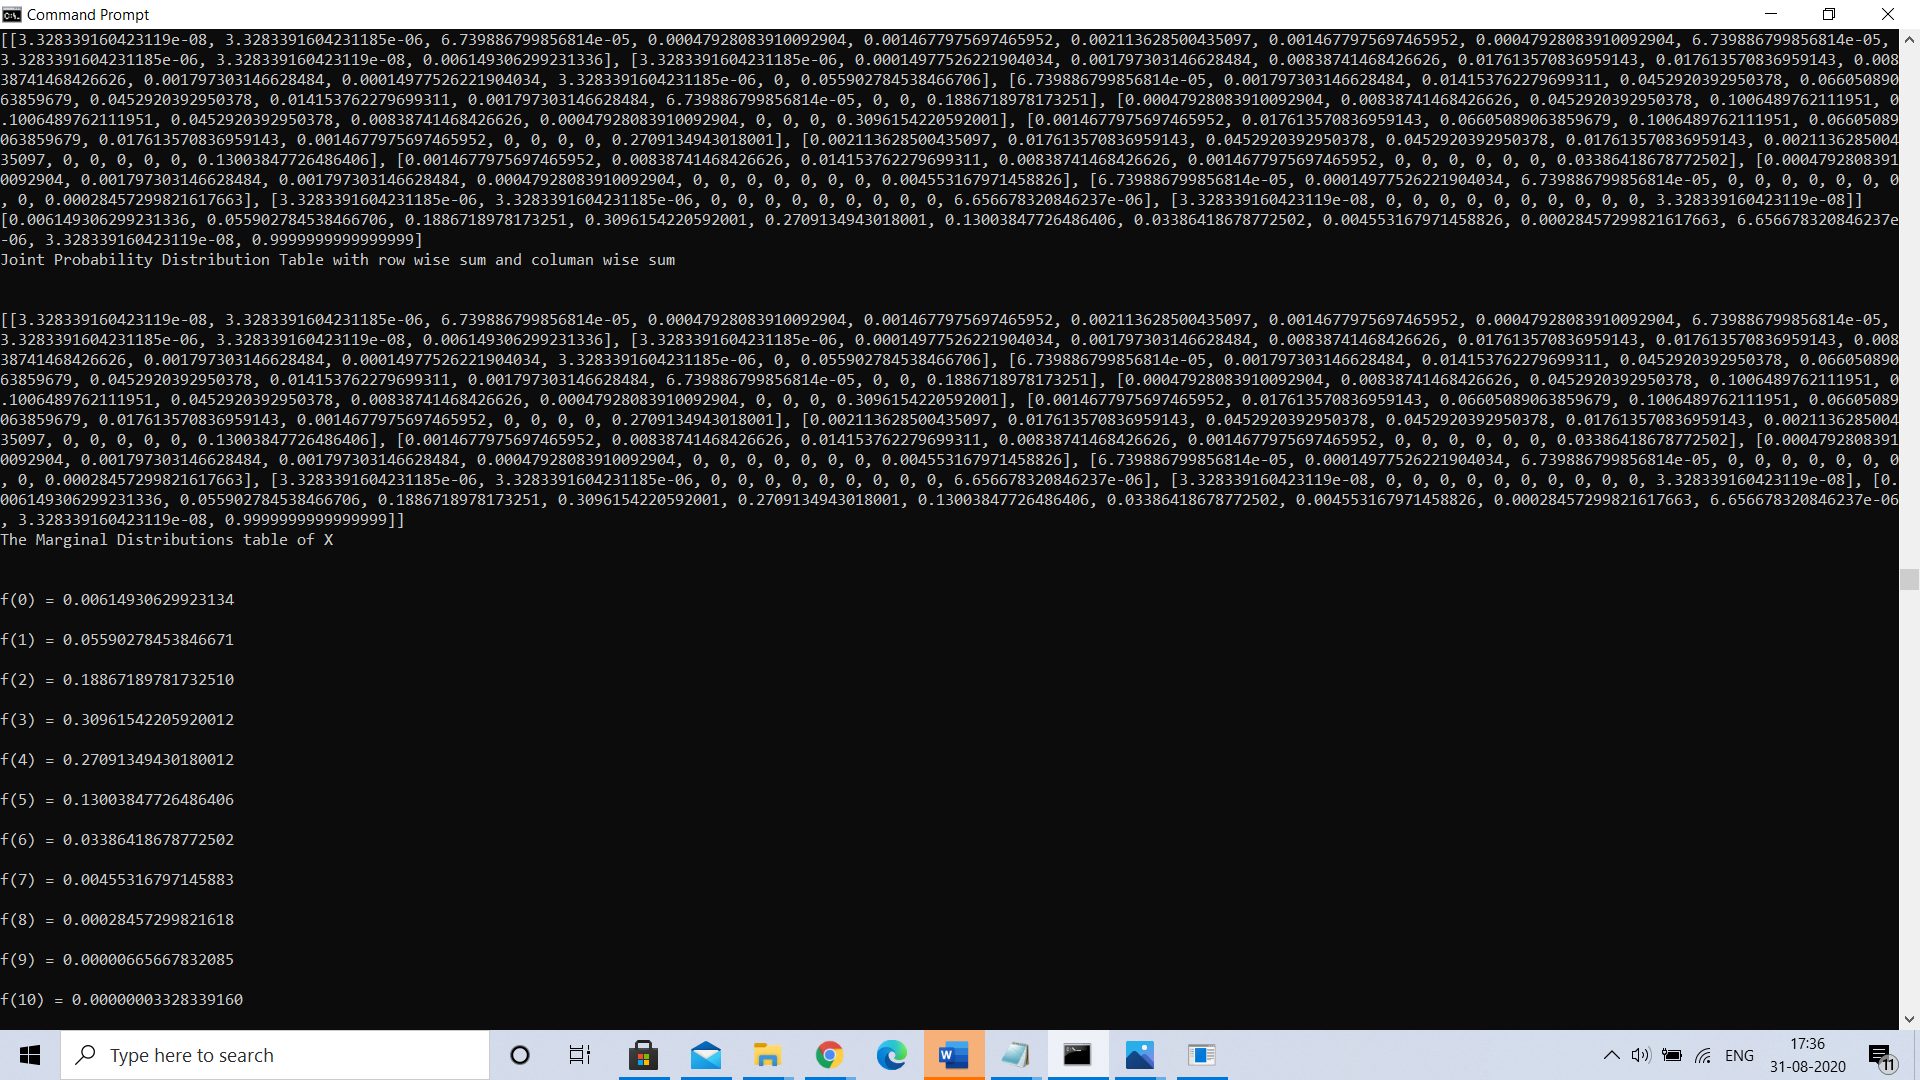 Command Prompt
[[3.328339160423119e-08, 3.3283391604231185e-06, 6.739886799856814e-05, 0.00047928083910092904, 0.0014677975697465952, 0.002113628500435097, 0.0014677975697465952, 0.00047928083910092904, 6.739886799856814e-05,
3.3283391604231185e-06, 3.328339160423119e-08, 0.006149306299231336], [3.3283391604231185e-06, 0.00014977526221904034, 0.001797303146628484, 0.00838741468426626, 0.017613570836959143, 0.017613570836959143, 0.008
38741468426626, 0.001797303146628484, 0.00014977526221904034, 3.3283391604231185e-06, 0, 0.055902784538466706], [6.739886799856814e-05, 0.001797303146628484, 0.014153762279699311, 0.0452920392950378, 0.066050890
63859679, 0.0452920392950378, 0.014153762279699311, 0.001797303146628484, 6.739886799856814e-05, 0, 0, 0.1886718978173251], [0.00047928083910092904, 0.00838741468426626, 0.0452920392950378, 0.1006489762111951, 0
.1006489762111951, 0.0452920392950378, 0.00838741468426626, 0.00047928083910092904, 0, 0, 0, 0.3096154220592001], [0.0014677975697465952, 0.017613570836959143, 0.06605089063859679, 0.1006489762111951, 0.06605089
063859679, 0.017613570836959143, 0.0014677975697465952, 0, 0, 0, 0, 0.2709134943018001], [0.002113628500435097, 0.017613570836959143, 0.0452920392950378, 0.0452920392950378, 0.017613570836959143, 0.0021136285004
35097, 0, 0, 0, 0, 0, 0.13003847726486406], [0.0014677975697465952, 0.00838741468426626, 0.014153762279699311, 0.00838741468426626, 0.0014677975697465952, 0, 0, 0, 0, 0, 0, 0.03386418678772502], [0.000479280839​1
0092904, 0.001797303146628484, 0.001797303146628484, 0.00047928083910092904, 0, 0, 0, 0, 0, 0, 0, 0.004553167971458826], [6.739886799856814e-05, 0.00014977526221904034, 6.739886799856814e-05, 0, 0, 0, 0, 0, 0, 0
, 0, 0.00028457299821617663], [3.3283391604231185e-06, 3.3283391604231185e-06, 0, 0, 0, 0, 0, 0, 0, 0, 0, 6.656678320846237e-06], [3.328339160423119e-08, 0, 0, 0, 0, 0, 0, 0, 0, 0, 0, 3.328339160423119e-08]]
[0.006149306299231336, 0.055902784538466706, 0.1886718978173251, 0.3096154220592001, 0.2709134943018001, 0.13003847726486406, 0.03386418678772502, 0.004553167971458826, 0.00028457299821617663, 6.656678320846237e
-06, 3.328339160423119e-08, 0.9999999999999999]
Joint Probability Distribution Table with row wise sum and columan wise sum
[[3.328339160423119e-08, 3.3283391604231185e-06, 6.739886799856814e-05, 0.00047928083910092904, 0.0014677975697465952, 0.002113628500435097, 0.0014677975697465952, 0.00047928083910092904, 6.739886799856814e-05,
3.3283391604231185e-06, 3.328339160423119e-08, 0.006149306299231336], [3.3283391604231185e-06, 0.00014977526221904034, 0.001797303146628484, 0.00838741468426626, 0.017613570836959143, 0.017613570836959143, 0.008
38741468426626, 0.001797303146628484, 0.00014977526221904034, 3.3283391604231185e-06, 0, 0.055902784538466706], [6.739886799856814e-05, 0.001797303146628484, 0.014153762279699311, 0.0452920392950378, 0.066050890
63859679, 0.0452920392950378, 0.014153762279699311, 0.001797303146628484, 6.739886799856814e-05, 0, 0, 0.1886718978173251], [0.00047928083910092904, 0.00838741468426626, 0.0452920392950378, 0.1006489762111951, 0
.1006489762111951, 0.0452920392950378, 0.00838741468426626, 0.00047928083910092904, 0, 0, 0, 0.3096154220592001], [0.0014677975697465952, 0.017613570836959143, 0.06605089063859679, 0.1006489762111951, 0.06605089
063859679, 0.017613570836959143, 0.0014677975697465952, 0, 0, 0, 0, 0.2709134943018001], [0.002113628500435097, 0.017613570836959143, 0.0452920392950378, 0.0452920392950378, 0.017613570836959143, 0.0021136285004
35097, 0, 0, 0, 0, 0, 0.13003847726486406], [0.0014677975697465952, 0.00838741468426626, 0.014153762279699311, 0.00838741468426626, 0.0014677975697465952, 0, 0, 0, 0, 0, 0, 0.03386418678772502], [0.00047928083910
092904, 0.001797303146628484, 0.001797303146628484, 0.00047928083910092904, 0, 0, 0, 0, 0, 0, 0, 0.004553167971458826], [6.739886799856814e-05, 0.00014977526221904034, 6.739886799856814e-05, 0, 0, 0, 0, 0, 0, 0
, 0, 0.00028457299821617663], [3.3283391604231185e-06, 3.3283391604231185e-06, 0, 0, 0, 0, 0, 0, 0, 0, 0, 6.656678320846237e-06], [3.328339160423119e-08, 0, 0, 0, 0, 0, 0, 0, 0, 0, 0, 3.328339160423119e-08], [0.
006149306299231336, 0.055902784538466706, 0.1886718978173251, 0.3096154220592001, 0.2709134943018001, 0.13003847726486406, 0.03386418678772502, 0.004553167971458826, 0.00028457299821617663, 6.656678320846237e-06
, 3.328339160423119e-08, 0.9999999999999999]]
The Marginal Distributions table of X
f(0) = 0.00614930629923134
f(1) = 0.05590278453846671
f(2) = 0.18867189781732510
f(3) = 0.30961542205920012
f(4) = 0.27091349430180012
f(5) = 0.13003847726486406
f(6) = 0.03386418678772502
f(7) = 0.00455316797145883
f(8) = 0.00028457299821618
f(9) = 0.00000665667832085
f(10) = 0.00000003328339160
Type here to search
ENG
17:36
31-08-2020
11